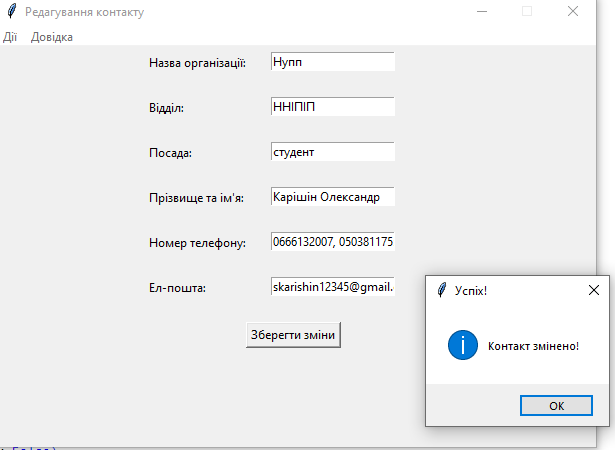 Редагування контакту
Дії Довідка
Назва організації: Нупп
Відділ: ННІПІП
Посада: студент
Прізвище та ім'я: Карішін Олександр
Номер телефону: 0666132007, 050381175
Ел-пошта: skarishin12345@gmail.
Зберегти зміни
Успіх!
Контакт змінено!
OK